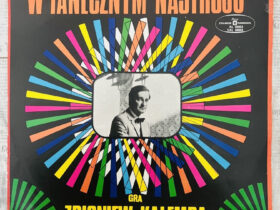 W TANECZNYM NASTROJU
GRA
ZBIGNIEW KALEMBA